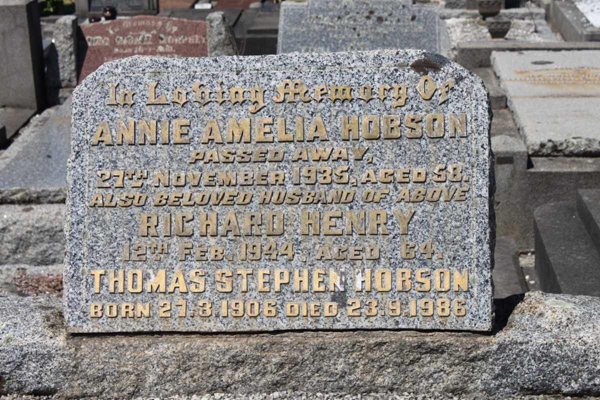 In Loving Memory Of
ANNIE AMELIA HOBSON
PASSED AWAY,
27TH NOVEMBER 1935, AGED 58.
ALSO BELOVED HUSBAND OF ABOVE
RICHARD HENRY
12TH FEB. 1944, AGED 64.
THOMAS STEPHEN HOBSON
BORN 27.3.1906 DIED 23.9.1986